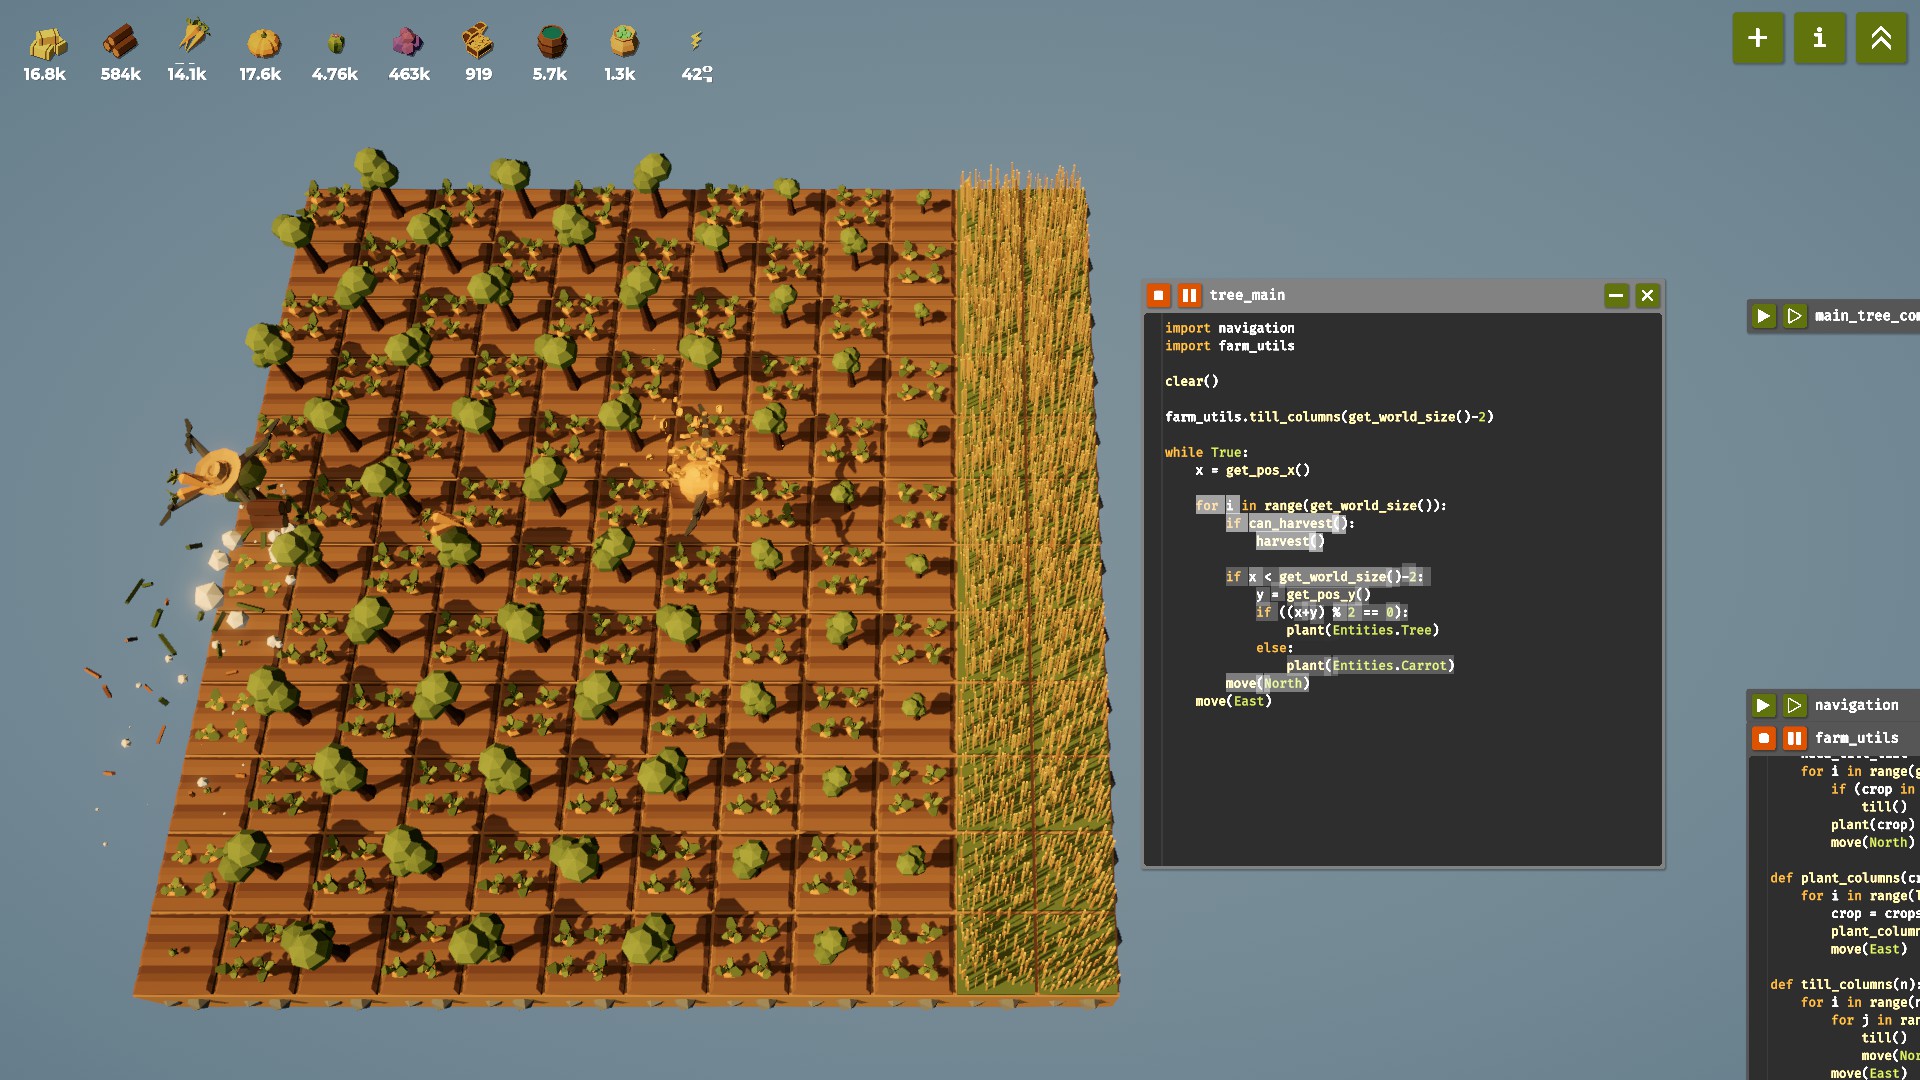 16.8k 584k 14.1k 17.6k 4.76k 463k 919 5.7k 1.3k
+ i
tree_main
import navigation
import farm_utils
clear()
farm_utils.till_columns(get_world_size()-2)
while True:
x = get_pos_x()
for i in range(get_world_size()):
if can_harvest():
harvest()
if x < get_world_size()-2:
y = get_pos_y()
if ((x+y) % 2 == 0):
plant(Entities.Tree)
else:
plant(Entities.Carrot)
move(North)
move(East)
main_tree_com
navigation
farm_utils
for i in range(g
if (crop in
till()
plant(crop)
move(North)
def plant_columns(cr
for i in range(l
crop = crops
plant_column
move(East)
def till_columns(n):
for i in range(n
for j in ran
till()
move(Nor
move(East)